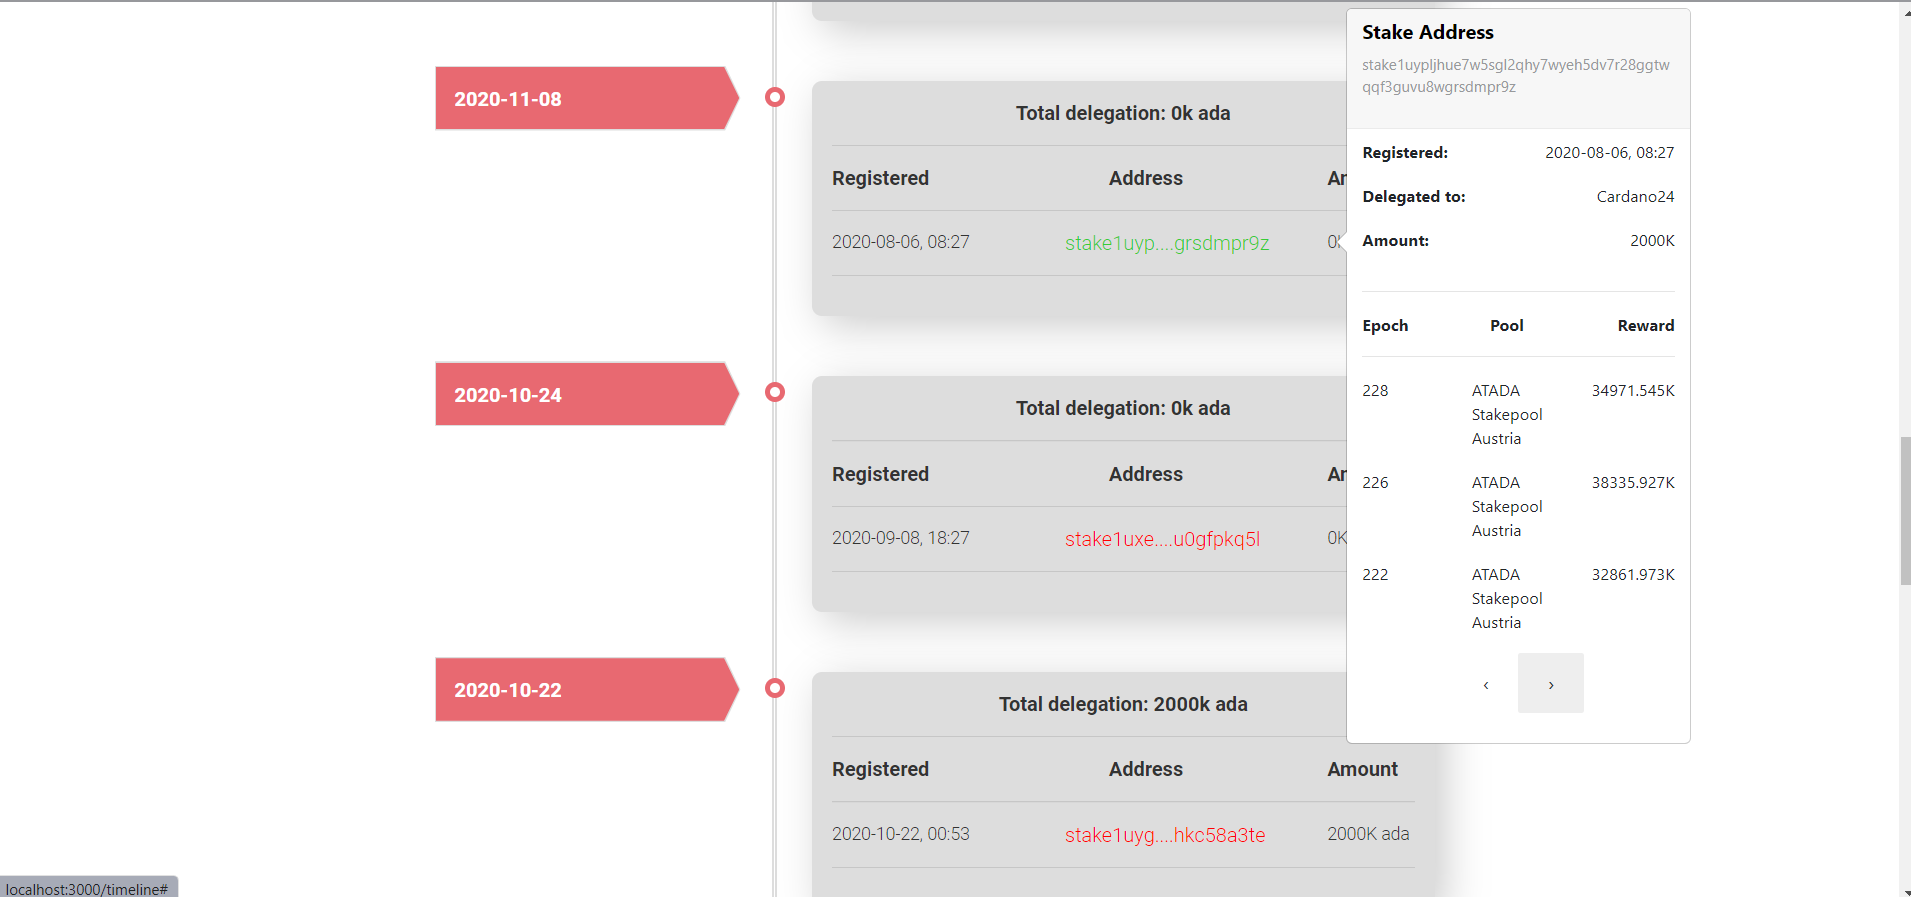 2020-11-08
Total delegation: 0k ada
Registered Address
2020-08-06, 08:27 stake1uyp....grsdmpr9z
2020-10-24
Total delegation: 0k ada
Registered Address
2020-09-08, 18:27 stake1uxe....u0gfpkq5l 0K
2020-10-22
Total delegation: 2000k ada
Registered Address Amount
2020-10-22, 00:53 stake1uyg....hkc58a3te 2000K ada
Stake Address
stake1uypljhue7w5sgl2qhy7wyeh5dv7r28ggtw
qqf3guvu8wgrsdmpr9z
Registered: 2020-08-06, 08:27
Delegated to: Cardano24
Amount: 2000K
Epoch Pool Reward
228 ATADA 34971.545K
Stakepool
Austria
226 ATADA 38335.927K
Stakepool
Austria
222 ATADA 32861.973K
Stakepool
Austria
‹ ›
localhost:3000/timeline#